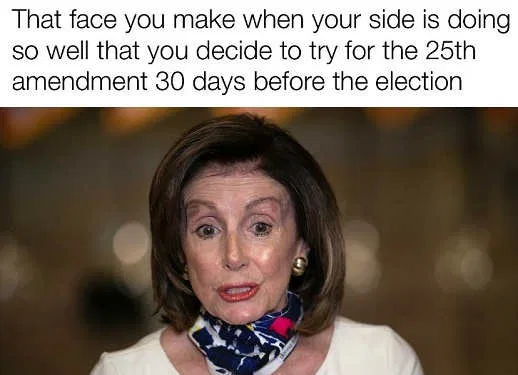 That face you make when your side is doing
so well that you decide to try for the 25th
amendment 30 days before the election